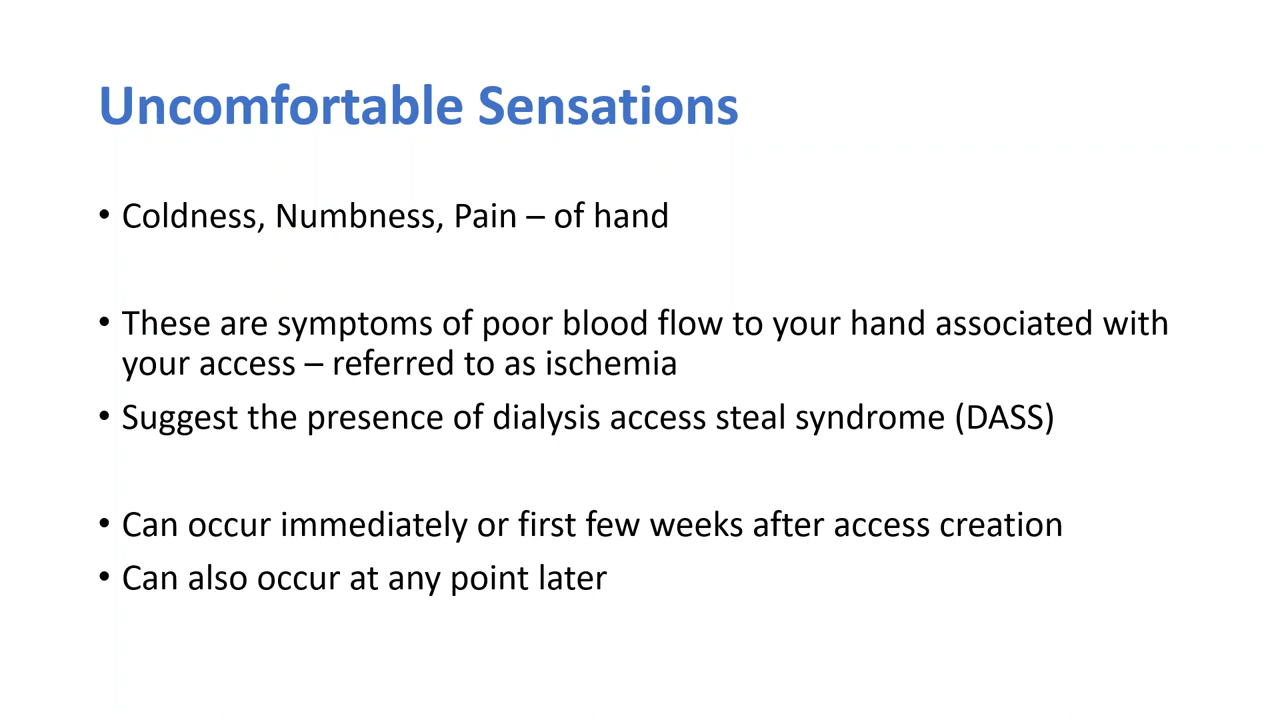 Uncomfortable Sensations
• Coldness, Numbness, Pain – of hand
• These are symptoms of poor blood flow to your hand associated with
your access – referred to as ischemia
• Suggest the presence of dialysis access steal syndrome (DASS)
• Can occur immediately or first few weeks after access creation
• Can also occur at any point later